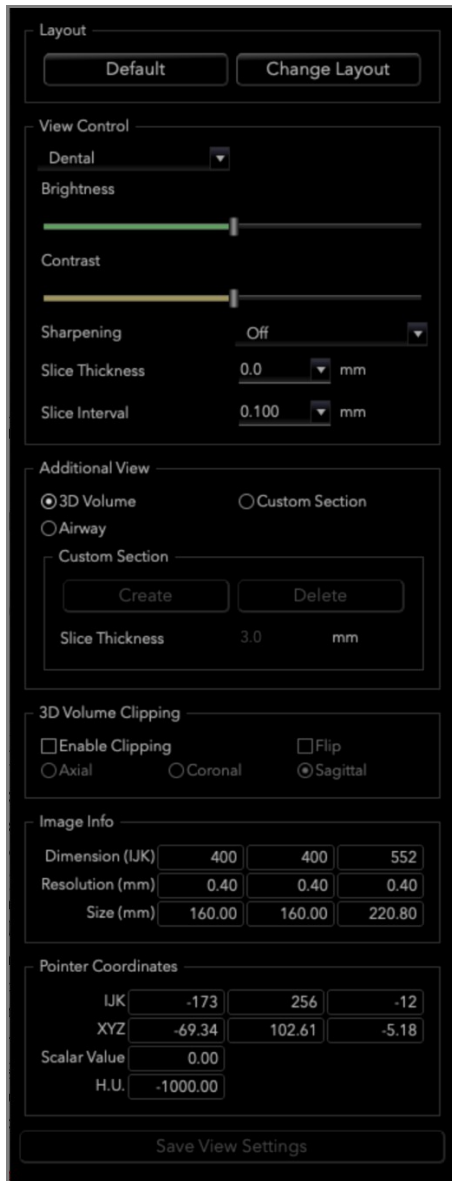 Layout
Default Change Layout
View Control
Dental
Brightness
Contrast
Sharpening Off
Slice Thickness 0.0 mm
Slice Interval 0.100 mm
Additional View
3D Volume Custom Section
Airway
Custom Section
Create Delete
Slice Thickness 3.0 mm
3D Volume Clipping
Enable Clipping Flip
Axial Coronal Sagittal
Image Info
Dimension (IJK) 400 400 552
Resolution (mm) 0.40 0.40 0.40
Size (mm) 160.00 160.00 220.80
Pointer Coordinates
IJK -173 256 -12
XYZ -69.34 102.61 -5.18
Scalar Value 0.00
H.U. -1000.00
Save View Settings